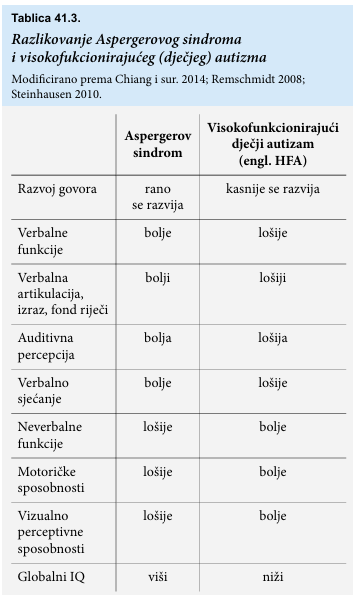 Tablica 41.3.
Razlikovanje Aspergerovog sindroma
i visokofukcionirajućeg (dječjeg) autizma
Modificirano prema Chiang i sur. 2014; Remschmidt 2008;
Steinhausen 2010.
Aspergerov
sindrom
Visokofunkcionirajući
dječji autizam
(engl. HFA)
Razvoj govora
rano
se razvija
kasnije se razvija
Verbalne
funkcije
bolje
lošije
Verbalna
artikulacija,
izraz, fond riječi
bolji
lošiji
Auditivna
percepcija
bolja
lošija
Verbalno
sjećanje
bolje
lošije
Neverbalne
funkcije
lošije
bolje
Motoričke
sposobnosti
lošije
bolje
Vizualno
perceptivne
sposobnosti
lošije
bolje
Globalni IQ
viši
niži